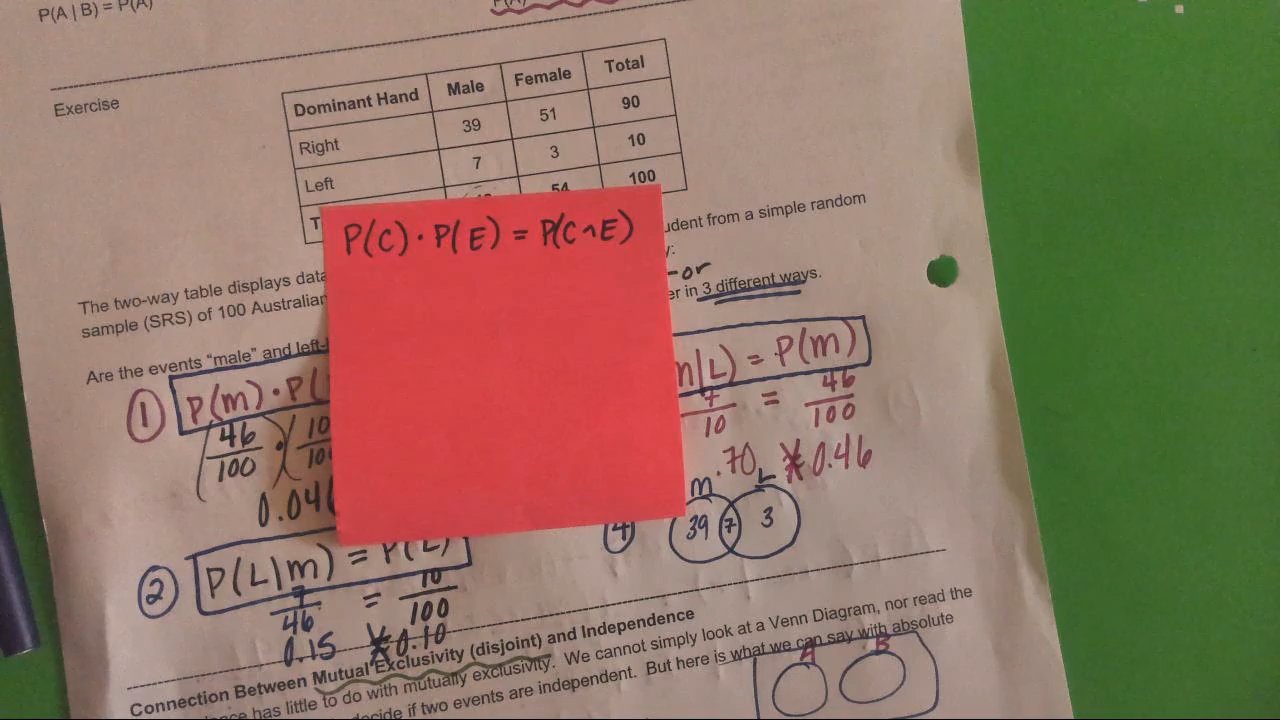 P(A | B) = P(A)
P(A)
Exercise
Dominant Hand Male Female Total
Right 39 51 90
Left 7 3 10
T 54 100
P(C) · P(E) = P(C∩E)
udent from a simple random
The two-way table displays data
y:
-or
sample (SRS) of 100 Australian
er in 3 different ways.
Are the events "male" and left-
① P(m) · P(
m|L) = P(m)
46/100 · 10/10
7/10 = 46/100
0.046
.70 ≠ 0.46
m L
④ 39 7 3
② P(L|m) = P(L)
7/46 = 10/100
0.15 ≠ 0.10
Connection Between Mutual Exclusivity (disjoint) and Independence
has little to do with mutually exclusivity. We cannot simply look at a Venn Diagram, nor read the
decide if two events are independent. But here is what we can say with absolute
A B